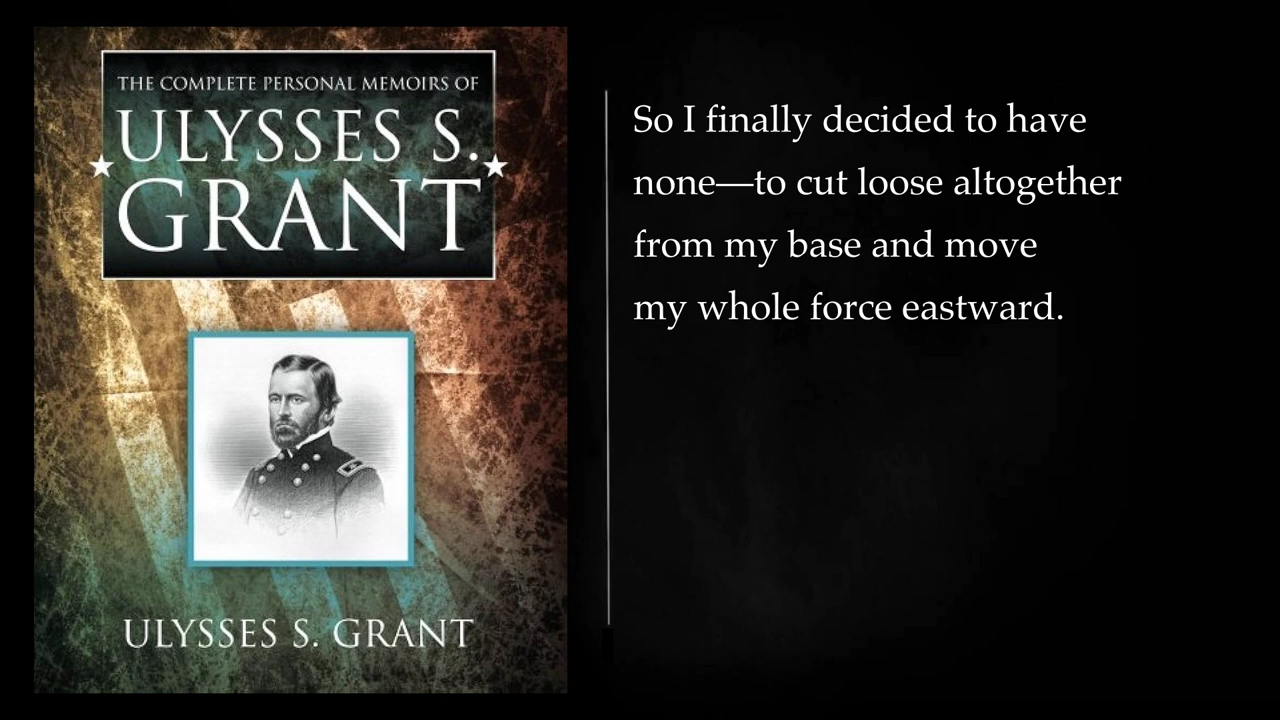 THE COMPLETE PERSONAL MEMOIRS OF
ULYSSES S.
GRANT
ULYSSES S. GRANT
So I finally decided to have
none—to cut loose altogether
from my base and move
my whole force eastward.